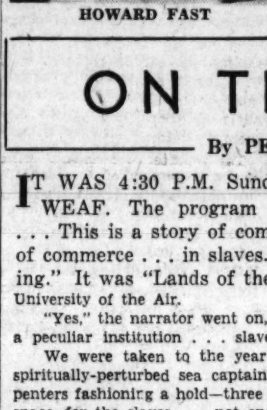 HOWARD FAST
ON T
By PE
IT WAS 4:30 P.M. Sund
WEAF. The program
. . . This is a story of com
of commerce . . . in slaves.
ing." It was "Lands of the
University of the Air.
"Yes," the narrator went on,
a peculiar institution . . . slave
We were taken to the year
spiritually-perturbed sea captain
penters fashioning a hold—three